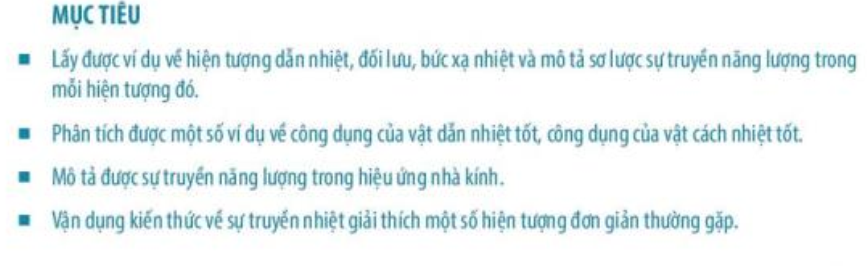 MỤC TIÊU
▪ Lấy được ví dụ về hiện tượng dẫn nhiệt, đối lưu, bức xạ nhiệt và mô tả sơ lược sự truyền năng lượng trong
mỗi hiện tượng đó.
▪ Phân tích được một số ví dụ về công dụng của vật dẫn nhiệt tốt, công dụng của vật cách nhiệt tốt.
▪ Mô tả được sự truyền năng lượng trong hiệu ứng nhà kính.
▪ Vận dụng kiến thức về sự truyền nhiệt giải thích một số hiện tượng đơn giản thường gặp.